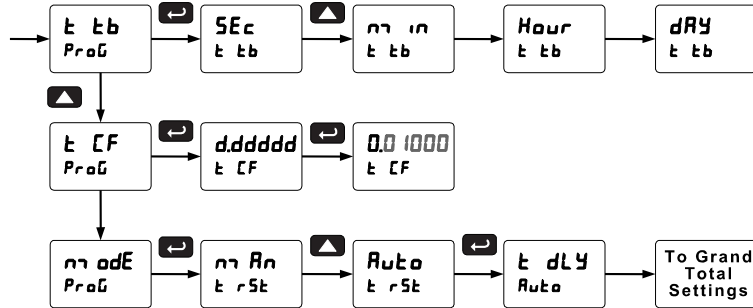 t tb
ProG
SEc
t tb
min
t tb
Hour
t tb
dAY
t tb
t CF
ProG
d.ddddd
t CF
0.01000
t CF
modE
ProG
mAn
t rSt
Auto
t rSt
t dLY
Auto
To Grand
Total
Settings